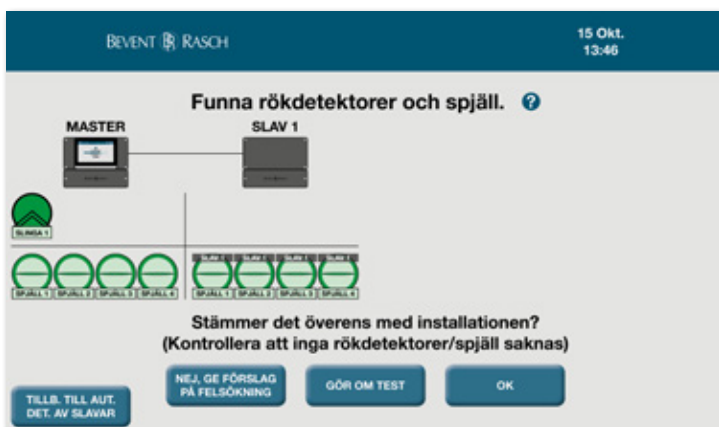 BEVENT RASCH
15 Okt.
13:46
Funna rökdetektorer och spjäll. ?
MASTER
SLAV 1
SLINGA 1
SLAV 1 SLAV 1 SLAV 1 SLAV 1
SPJÄLL 1 SPJÄLL 2 SPJÄLL 3 SPJÄLL 4
SPJÄLL 1 SPJÄLL 2 SPJÄLL 3 SPJÄLL 4
Stämmer det överens med installationen?
(Kontrollera att inga rökdetektorer/spjäll saknas)
TILLB. TILL AUT.
DET. AV SLAVAR
NEJ, GE FÖRSLAG
PÅ FELSÖKNING
GÖR OM TEST
OK